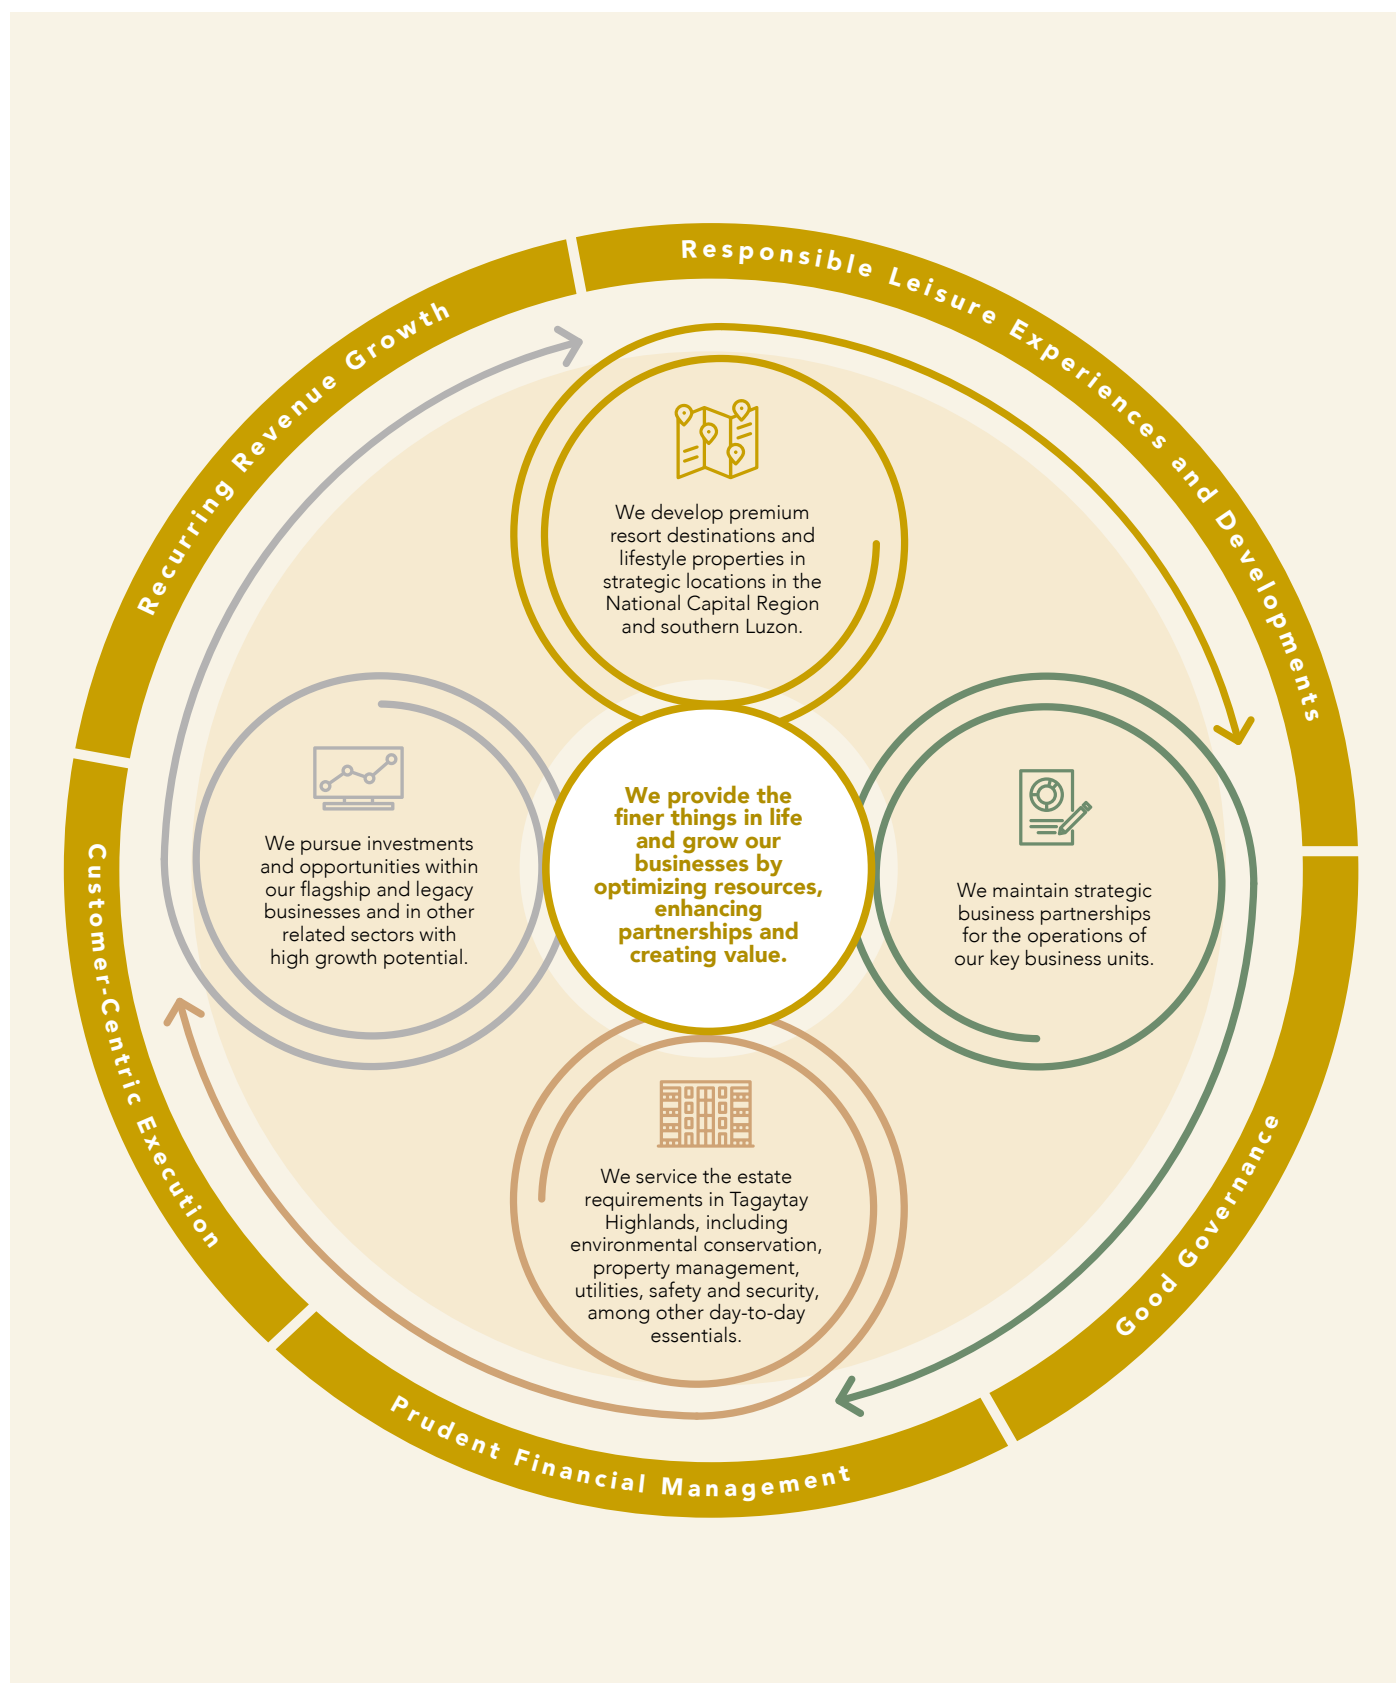 Responsible Leisure Experiences and Developments
Recurring Revenue Growth
We develop premium
resort destinations and
lifestyle properties in
strategic locations in the
National Capital Region
and southern Luzon.
We pursue investments
and opportunities within
our flagship and legacy
businesses and in other
related sectors with
high growth potential.
We provide the
finer things in life
and grow our
businesses by
optimizing resources,
enhancing
partnerships and
creating value.
We maintain strategic
business partnerships
for the operations of
our key business units.
We service the estate
requirements in Tagaytay
Highlands, including
environmental conservation,
property management,
utilities, safety and security,
among other day-to-day
essentials.
Customer-Centric Execution
Good Governance
Prudent Financial Management